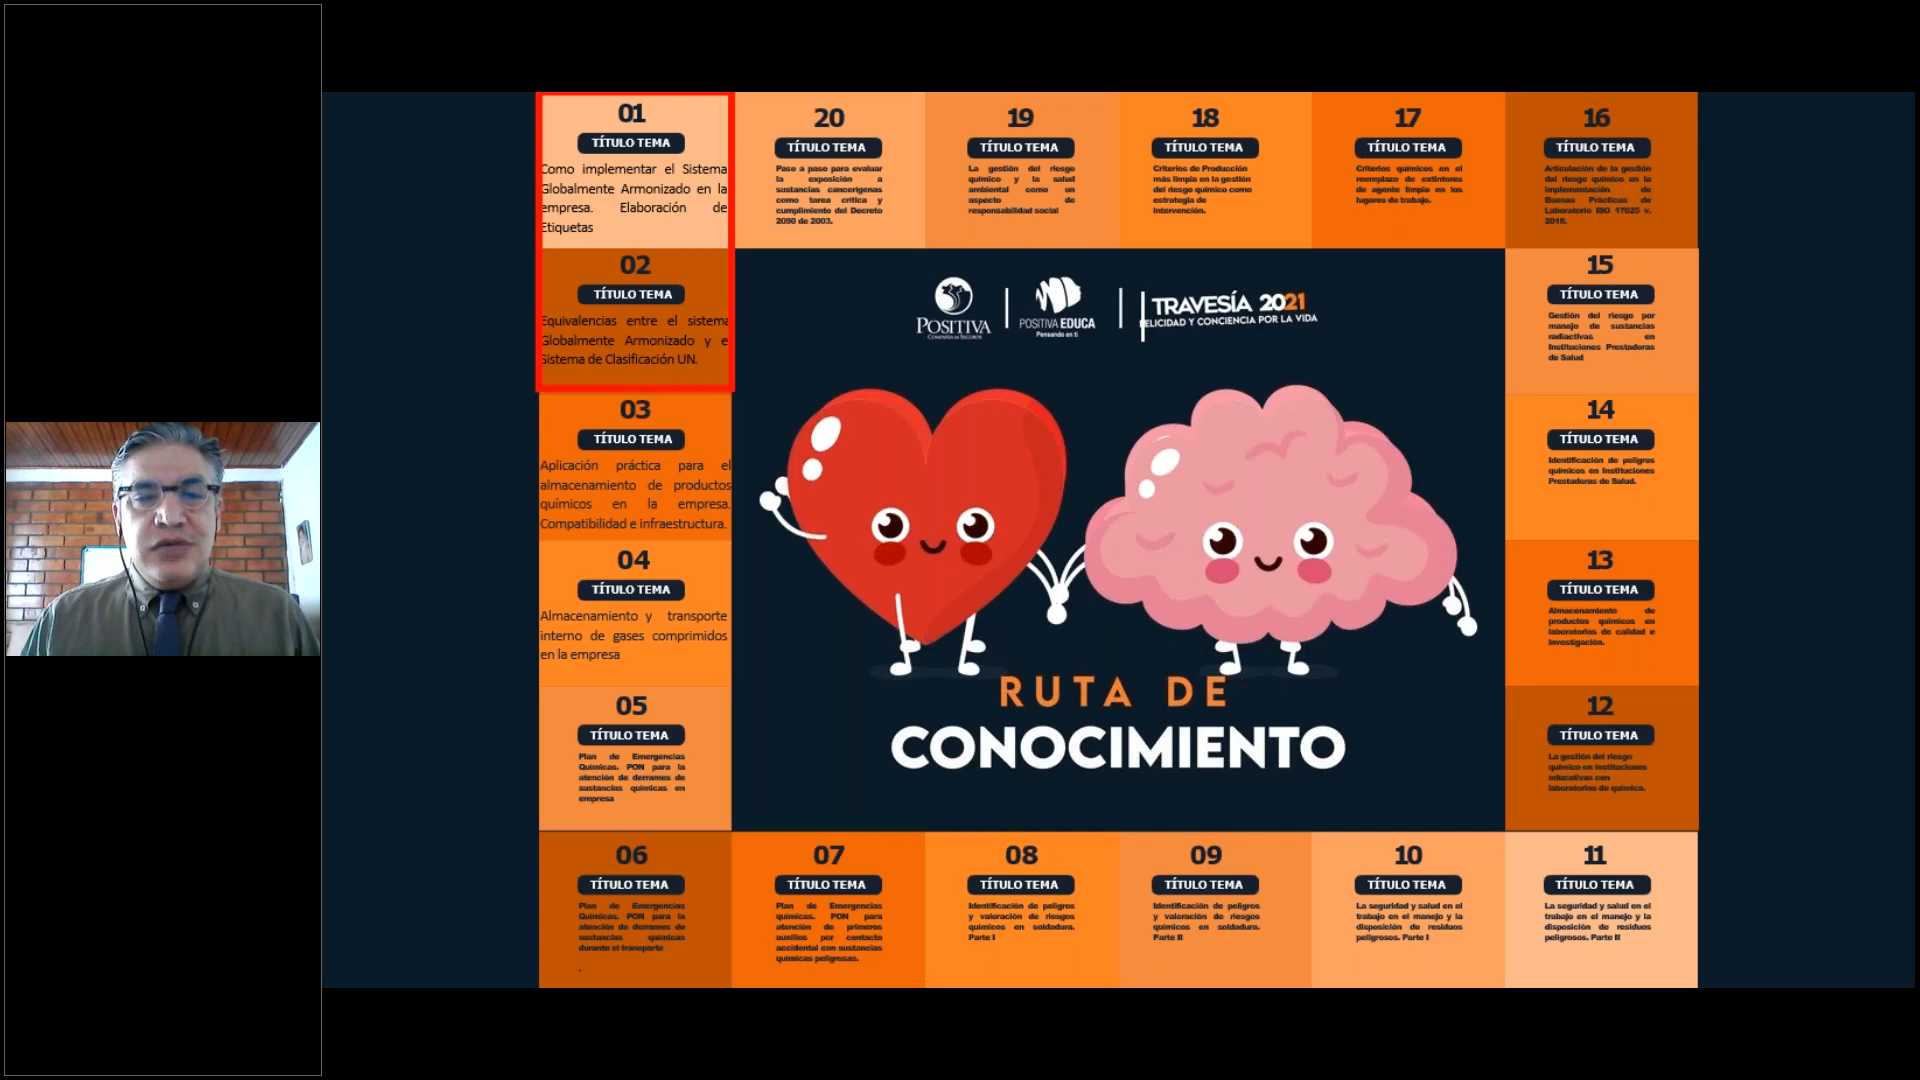 01
TÍTULO TEMA
Como implementar el Sistema
Globalmente Armonizado en la
empresa. Elaboración de
Etiquetas
20
TÍTULO TEMA
Paso a paso para evaluar
la exposición a
sustancias cancerígenas
como tarea crítica y
cumplimiento del Decreto
2090 de 2003.
19
TÍTULO TEMA
La gestión del riesgo
químico y la salud
ambiental como un
aspecto de
responsabilidad social
18
TÍTULO TEMA
Criterios de Producción
más limpia en la gestión
del riesgo químico como
estrategia de
intervención.
17
TÍTULO TEMA
Criterios químicos en el
reemplazo de extintores
de agente limpio en los
lugares de trabajo.
16
TÍTULO TEMA
Articulación de la gestión
del riesgo químico en la
implementación de
Buenas Prácticas de
Laboratorio ISO 17025 v.
2018.
02
TÍTULO TEMA
Equivalencias entre el sistema
Globalmente Armonizado y e
Sistema de Clasificación UN.
POSITIVA
COMPAÑÍA DE SEGUROS
POSITIVA EDUCA
Pensando en ti
TRAVESÍA 2021
FELICIDAD Y CONCIENCIA POR LA VIDA
15
TÍTULO TEMA
Gestión del riesgo por
manejo de sustancias
radiactivas en
Instituciones Prestadoras
de Salud
03
TÍTULO TEMA
Aplicación práctica para el
almacenamiento de productos
químicos en la empresa.
Compatibilidad e infraestructura.
14
TÍTULO TEMA
Identificación de peligros
químicos en Instituciones
Prestadoras de Salud.
04
TÍTULO TEMA
Almacenamiento y transporte
interno de gases comprimidos
en la empresa
13
TÍTULO TEMA
Almacenamiento de
productos químicos en
laboratorios de calidad e
investigación.
05
TÍTULO TEMA
Plan de Emergencias
Químicas. PON para la
atención de derrames de
sustancias químicas en
empresa
12
TÍTULO TEMA
La gestión del riesgo
químico en instituciones
educativas con
laboratorios de química.
RUTA DE
CONOCIMIENTO
06
TÍTULO TEMA
Plan de Emergencias
Químicas. PON para la
atención de derrames de
sustancias químicas
durante el transporte
.
07
TÍTULO TEMA
Plan de Emergencias
químicas. PON para
atención de primeros
auxilios por contacto
accidental con sustancias
químicas peligrosas.
08
TÍTULO TEMA
Identificación de peligros
y valoración de riesgos
químicos en soldadura.
Parte I
09
TÍTULO TEMA
Identificación de peligros
y valoración de riesgos
químicos en soldadura.
Parte II
10
TÍTULO TEMA
La seguridad y salud en el
trabajo en el manejo y la
disposición de residuos
peligrosos. Parte I
11
TÍTULO TEMA
La seguridad y salud en el
trabajo en el manejo y la
disposición de residuos
peligrosos. Parte II